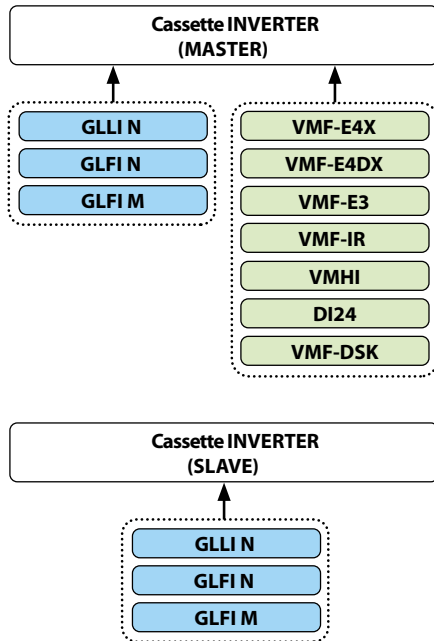 Cassette INVERTER
(MASTER)
GLLI N
GLFI N
GLFI M
VMF-E4X
VMF-E4DX
VMF-E3
VMF-IR
VMHI
DI24
VMF-DSK
Cassette INVERTER
(SLAVE)
GLLI N
GLFI N
GLFI M